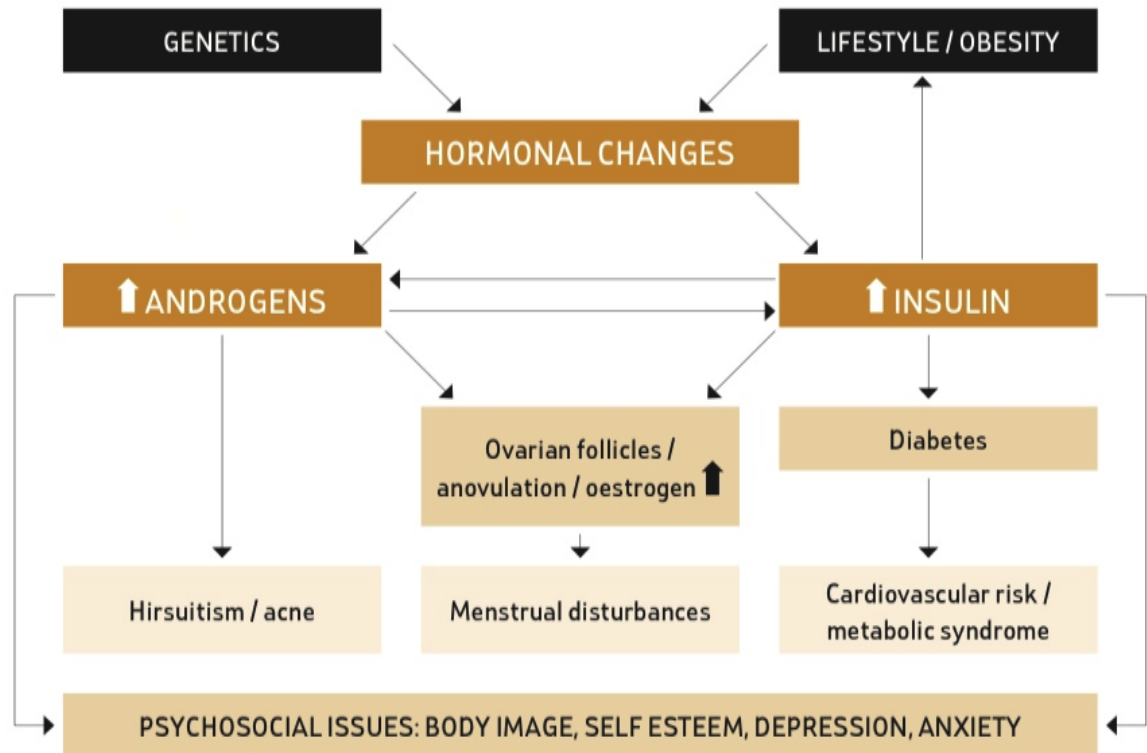 GENETICS
LIFESTYLE / OBESITY
HORMONAL CHANGES
ANDROGENS
INSULIN
Ovarian follicles /
anovulation / oestrogen
Diabetes
Hirsuitism / acne
Menstrual disturbances
Cardiovascular risk /
metabolic syndrome
PSYCHOSOCIAL ISSUES: BODY IMAGE, SELF ESTEEM, DEPRESSION, ANXIETY